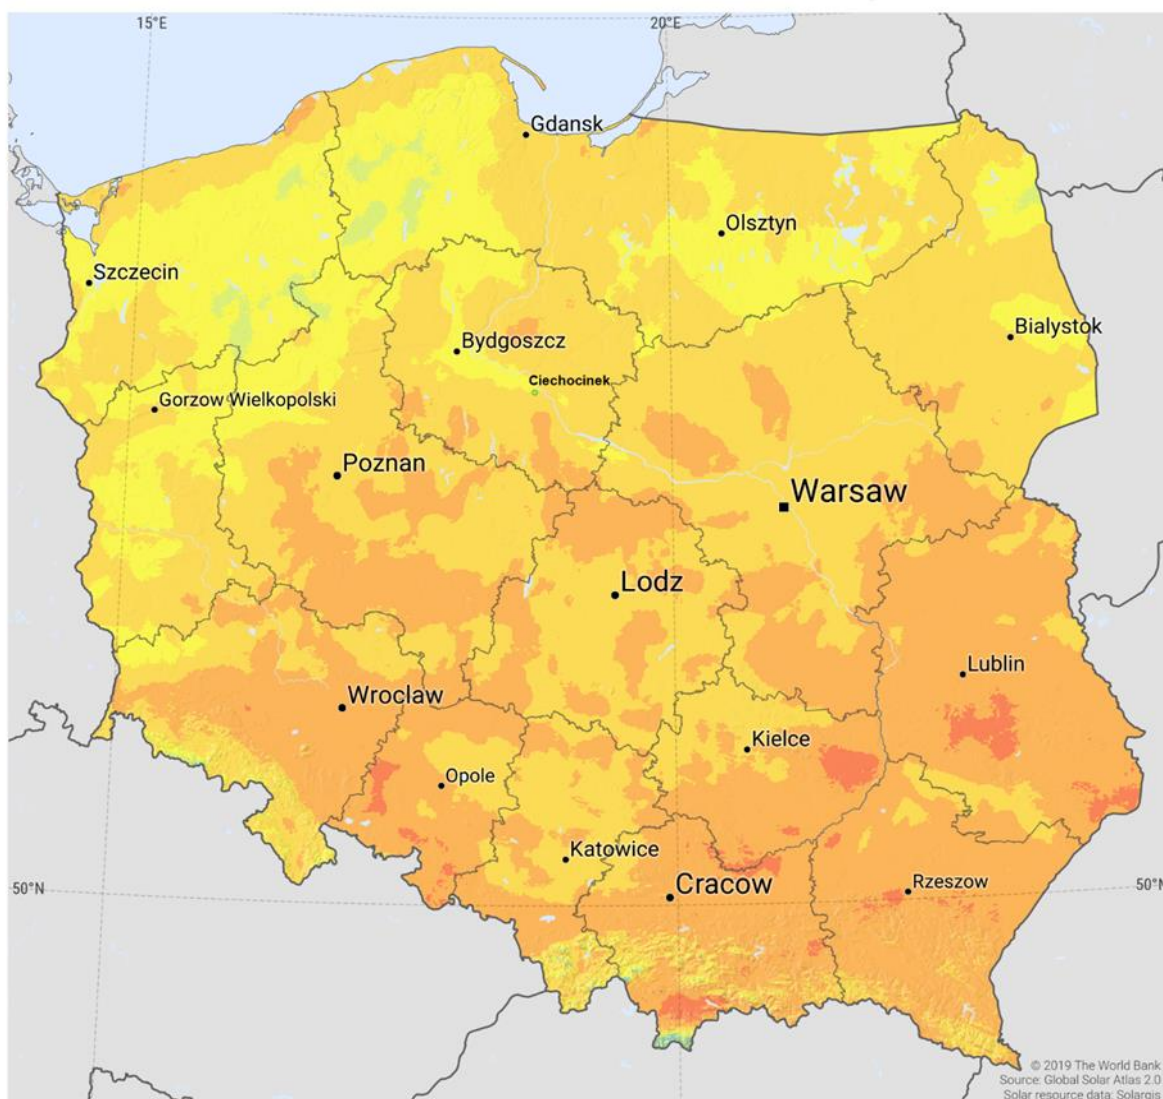 15°E
20°E
Gdansk
Olsztyn
Szczecin
Bialystok
Bydgoszcz
Ciechocinek
Gorzow Wielkopolski
Poznan
Warsaw
Lodz
Lublin
Wroclaw
Kielce
Opole
Katowice
Cracow
Rzeszow
50°N
50°N
© 2019 The World Bank
Source: Global Solar Atlas 2.0
Solar resource data: Solargis